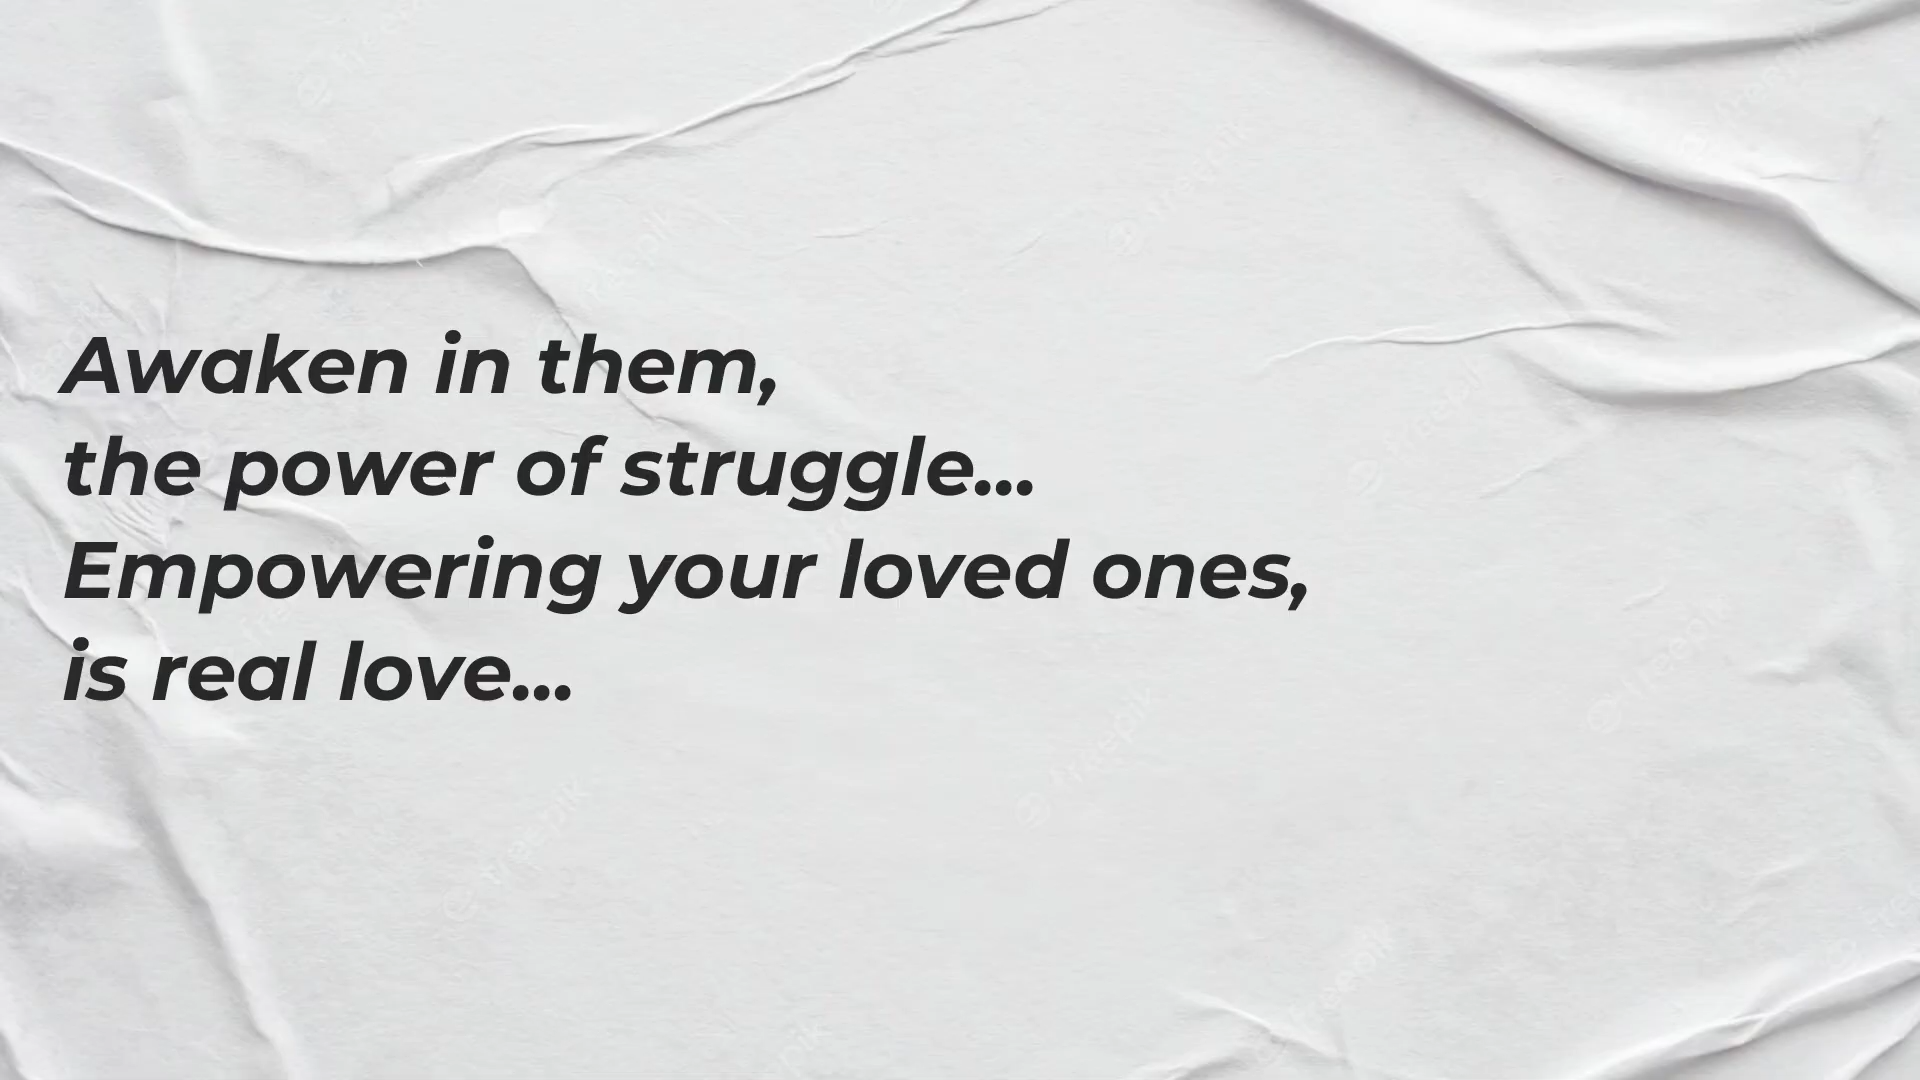 Awaken in them,
the power of struggle...
Empowering your loved ones,
is real love...